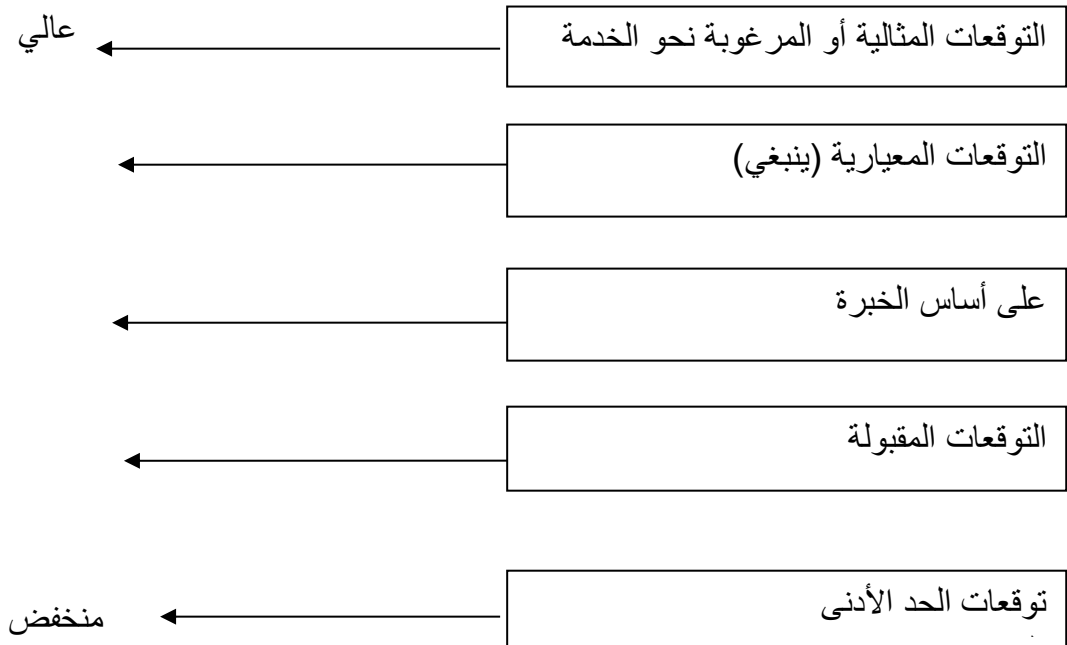 التوقعات المثالية أو المرغوبة نحو الخدمة
عالي
التوقعات المعيارية (ينبغي)
على أساس الخبرة
التوقعات المقبولة
توقعات الحد الأدنى
منخفض